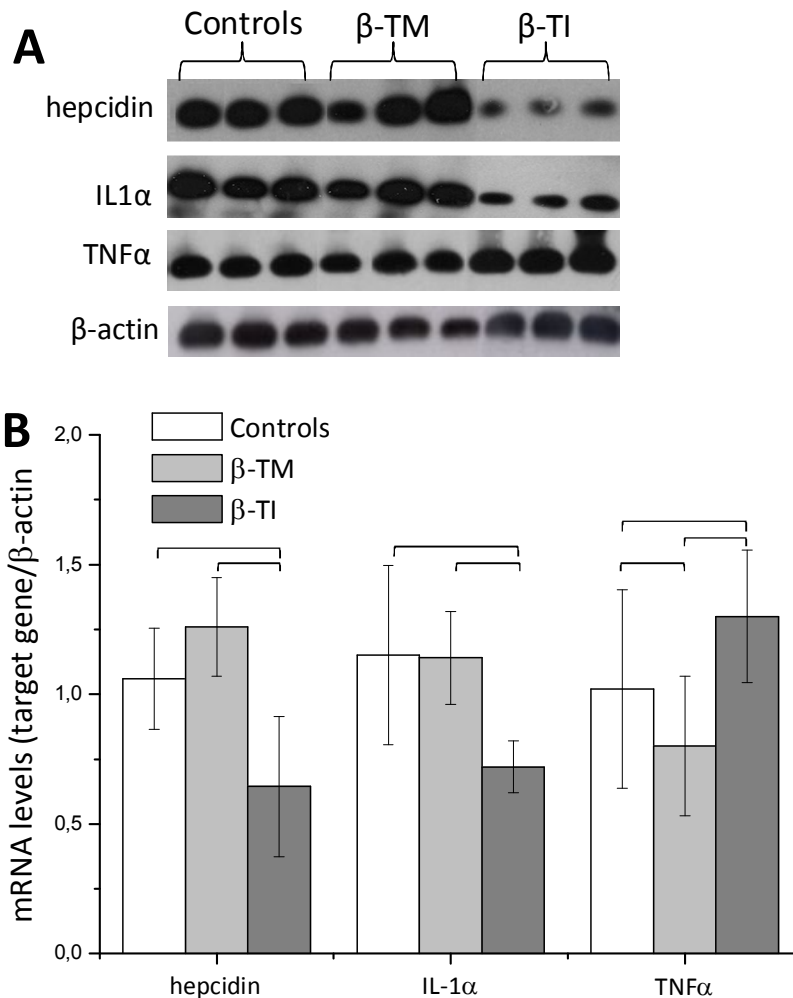 A
Controls β-TM β-TI
hepcidin
IL1α
TNFα
β-actin
B
Controls
β-TM
β-TI
mRNA levels (target gene/β-actin
2,0
1,5
1,0
0,5
0,0
hepcidin IL-1α TNFα